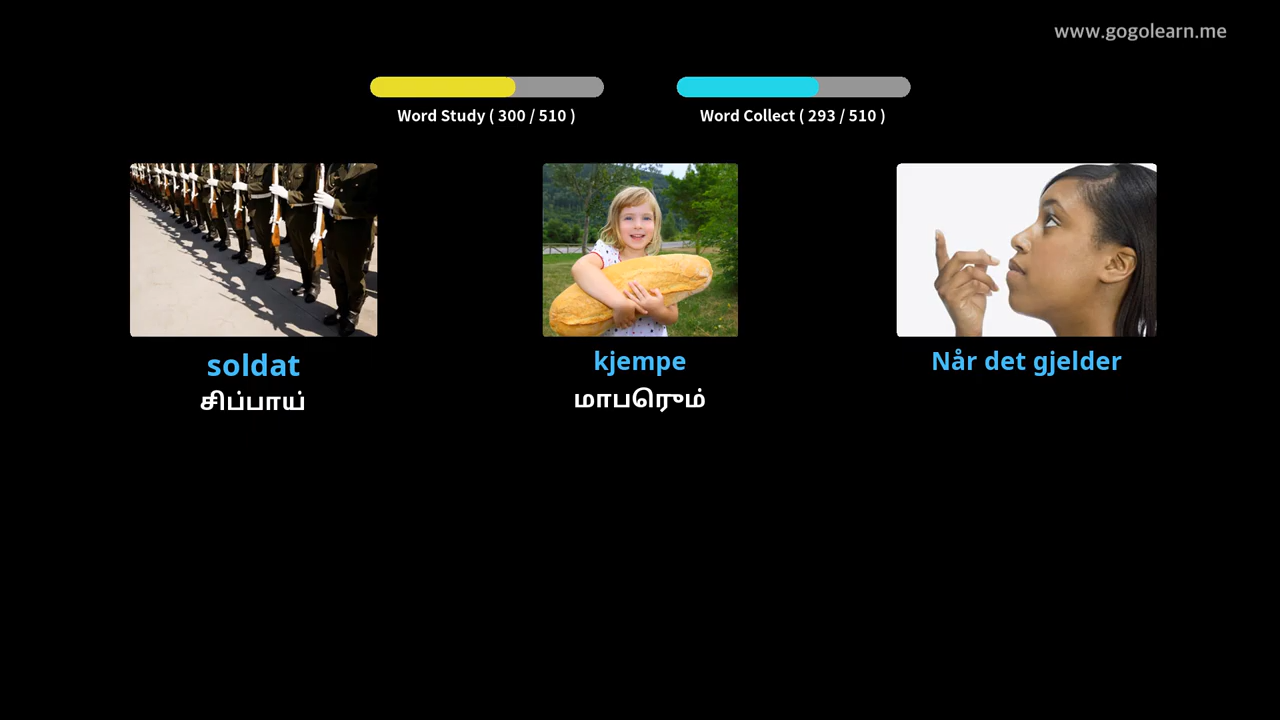 www.gogolearn.me
Word Study ( 300 / 510 )
Word Collect ( 293 / 510 )
soldat
சிப்பாய்
kjempe
மாபெரும்
Når det gjelder